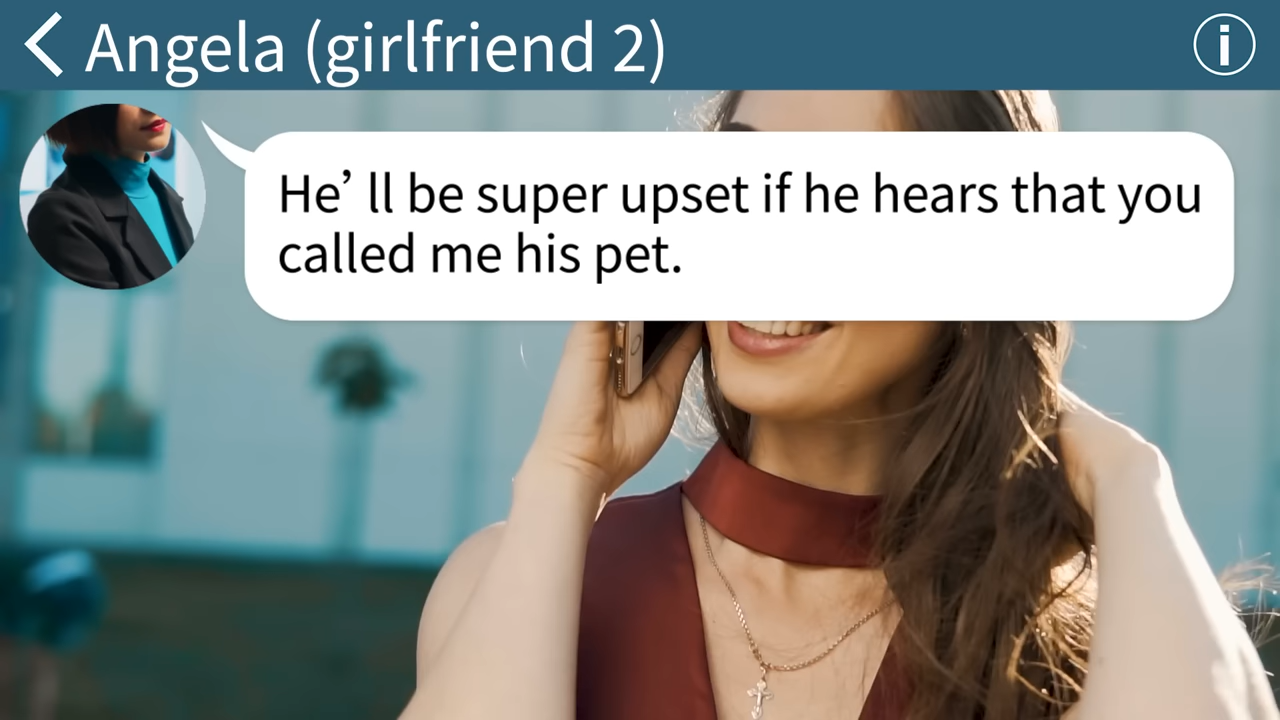 Angela (girlfriend 2)
He’ ll be super upset if he hears that you
called me his pet.